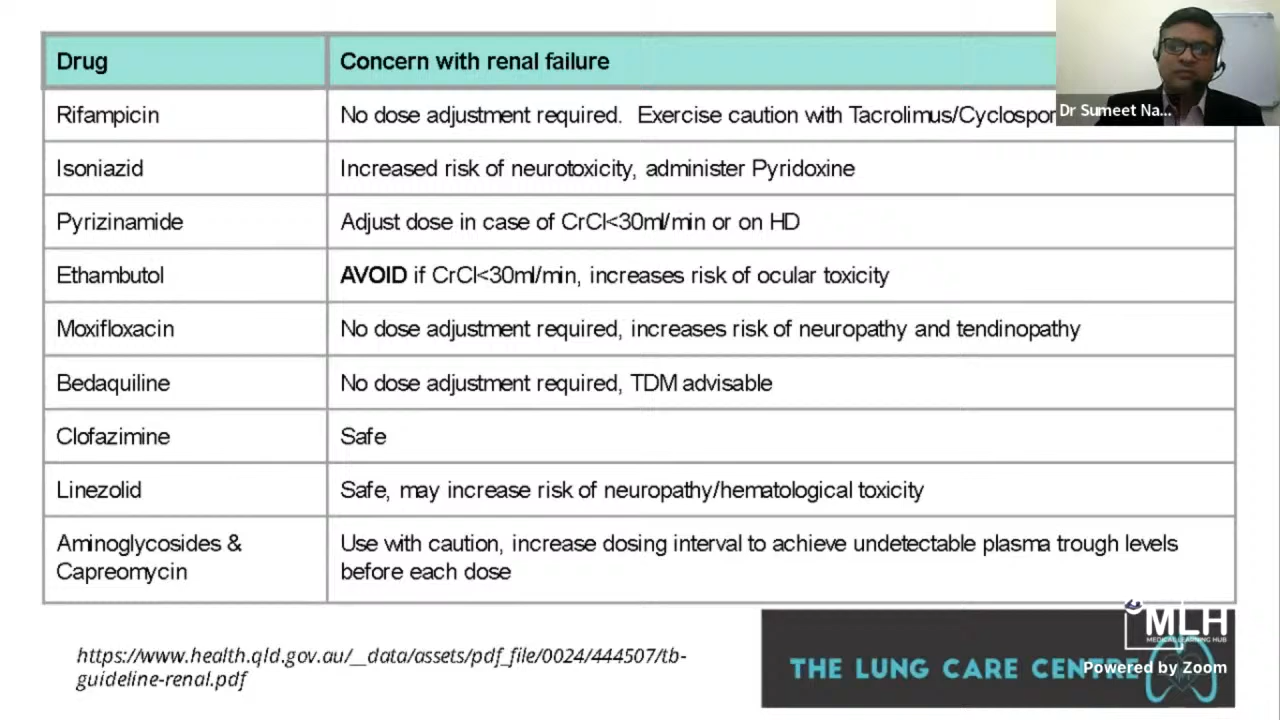 Drug Concern with renal failure
Dr Sumeet Na...
Rifampicin No dose adjustment required. Exercise caution with Tacrolimus/Cyclospor
Isoniazid Increased risk of neurotoxicity, administer Pyridoxine
Pyrizinamide Adjust dose in case of CrCl<30ml/min or on HD
Ethambutol AVOID if CrCl<30ml/min, increases risk of ocular toxicity
Moxifloxacin No dose adjustment required, increases risk of neuropathy and tendinopathy
Bedaquiline No dose adjustment required, TDM advisable
Clofazimine Safe
Linezolid Safe, may increase risk of neuropathy/hematological toxicity
Aminoglycosides & Use with caution, increase dosing interval to achieve undetectable plasma trough levels
Capreomycin before each dose
https://www.health.qld.gov.au/__data/assets/pdf_file/0024/444507/tb-
guideline-renal.pdf
MLH
MEDICAL LEARNING HUB
THE LUNG CARE CENTRE
Powered by Zoom